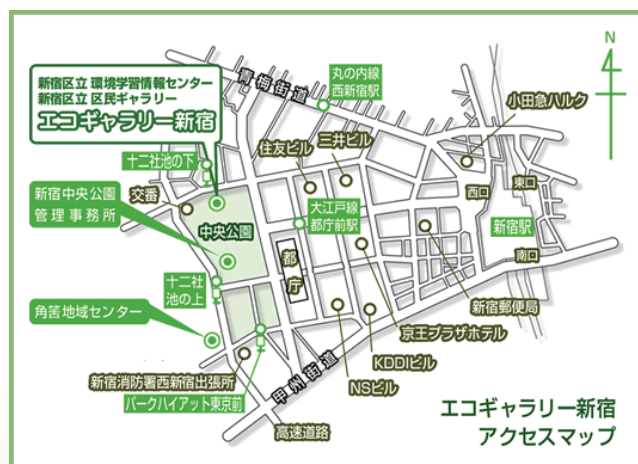 N
新宿区立 環境学習情報センター
新宿区立 区民ギャラリー
エコギャラリー新宿
青梅街道
丸の内線
西新宿駅
小田急ハルク
住友ビル
三井ビル
十二社池の下
交番
西口
東口
新宿中央公園
管理事務所
中央公園
大江戸線
都庁前駅
新宿駅
都庁
南口
十二社
池の上
新宿郵便局
角筈地域センター
京王プラザホテル
KDDIビル
NSビル
新宿消防署西新宿出張所
パークハイアット東京前
甲州街道
高速道路
エコギャラリー新宿
アクセスマップ